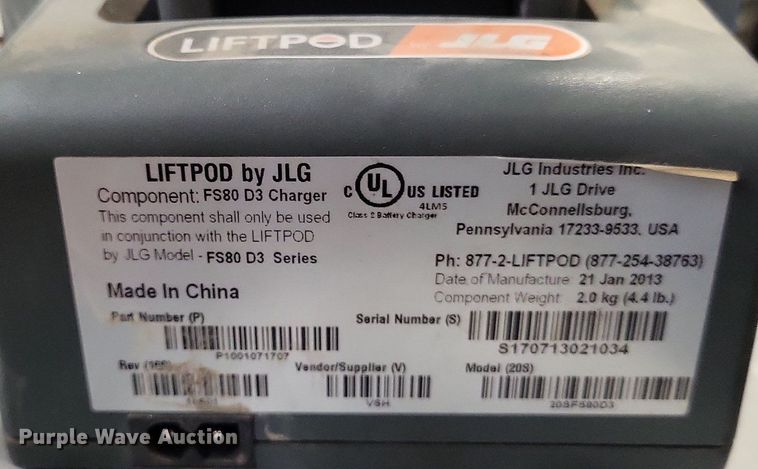 LIFTPOD BY JLG
LIFTPOD by JLG
Component: FS80 D3 Charger
This component shall only be used
in conjunction with the LIFTPOD
by JLG Model - FS80 D3 Series
Made In China
C UL US LISTED
4LM5
Class 2 Battery Charger
JLG Industries Inc.
1 JLG Drive
McConnellsburg,
Pennsylvania 17233-9533, USA
Ph: 877-2-LIFTPOD (877-254-38763)
Date of Manufacture: 21 Jan 2013
Component Weight: 2.0 kg (4.4 lb.)
Part Number (P)
P1001071707
Serial Number (S)
S170713021034
Rev
Vendor/Supplier (V)
VSH
Model (20S)
20SFS80D3
Purple Wave Auction